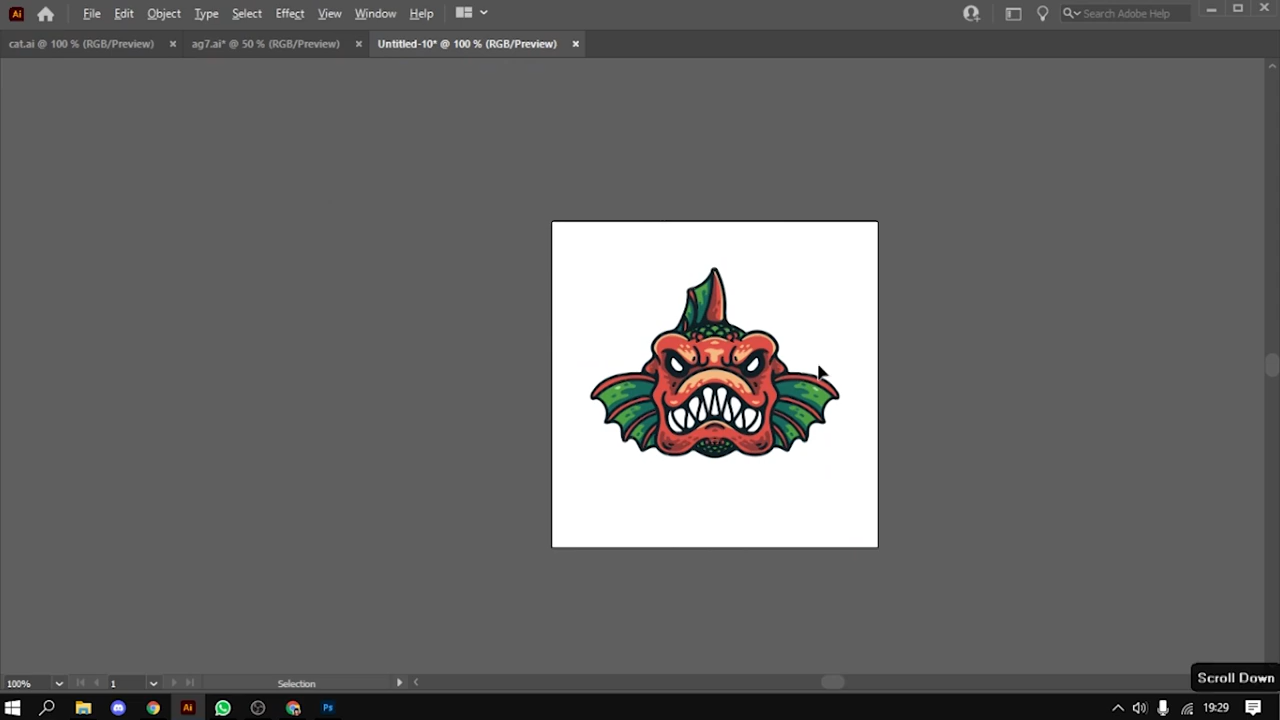 Ai File Edit Object Type Select Effect View Window Help Search Adobe Help
cat.ai @ 100 % (RGB/Preview) × ag7.ai* @ 50 % (RGB/Preview) × Untitled-10* @ 100 % (RGB/Preview) ×
100% 1 Selection
Scroll Down
Ai Ps 19:29